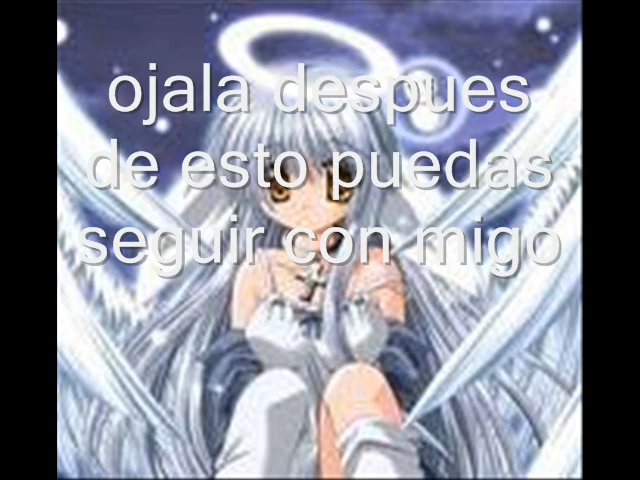 ojala despues
de esto puedas
seguir con migo